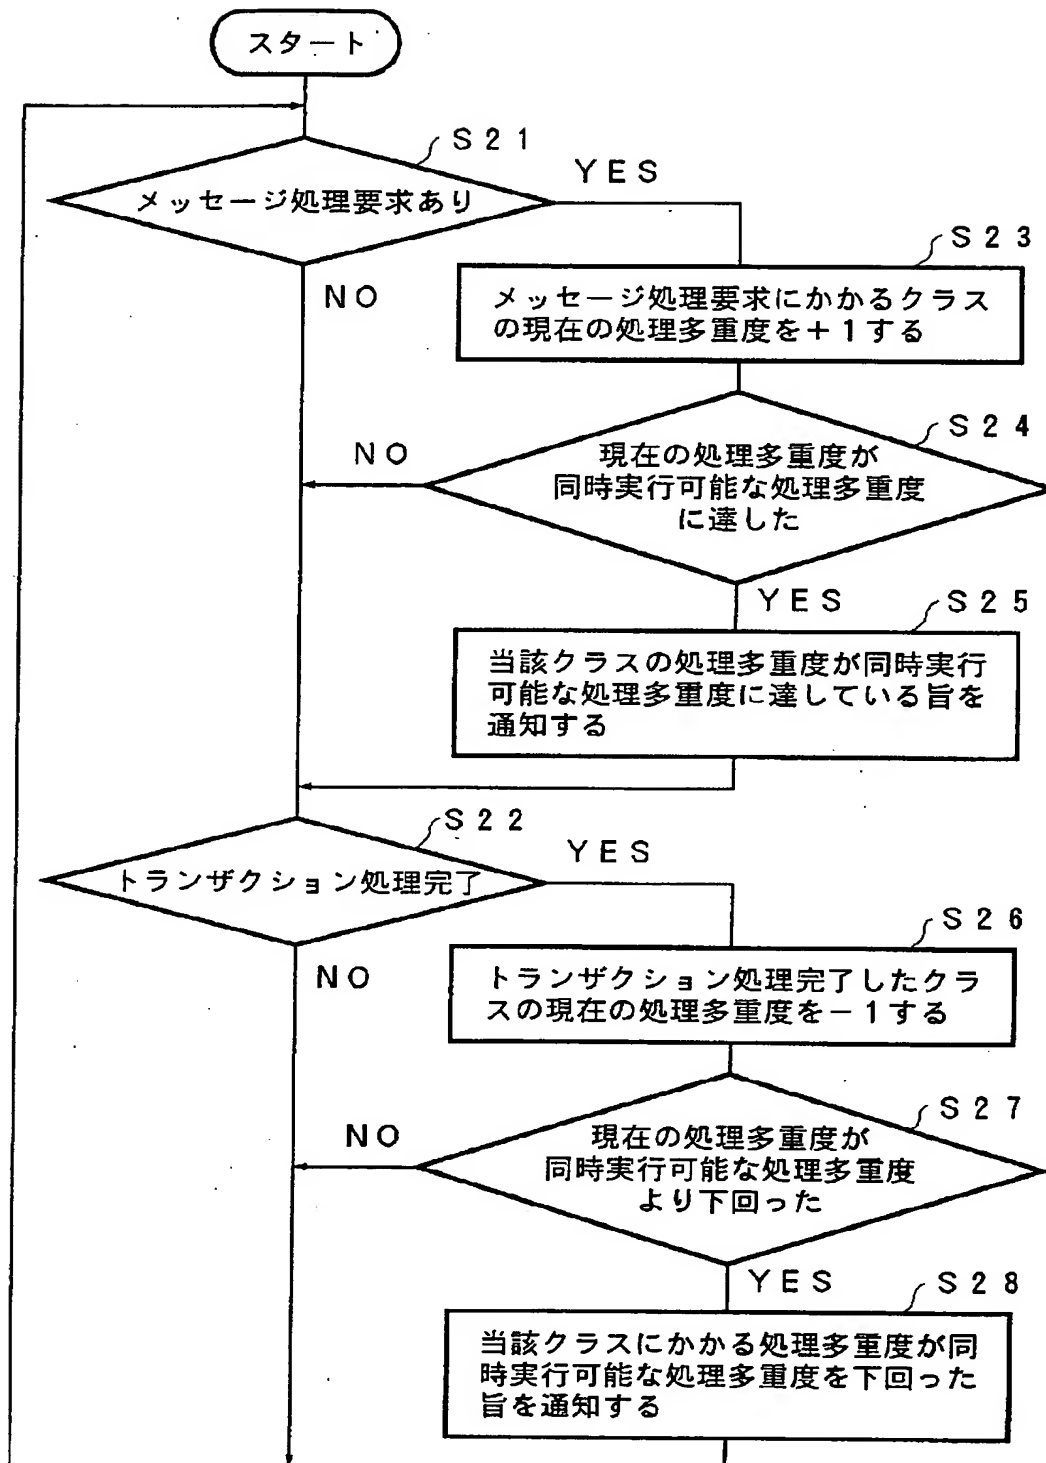 スタート
S21
YES
メッセージ処理要求あり
NO
S23
メッセージ処理要求にかかるクラス
の現在の処理多重度を+1する
S24
NO
現在の処理多重度が
同時実行可能な処理多重度
に達した
YES
S25
当該クラスの処理多重度が同時実行
可能な処理多重度に達している旨を
通知する
S22
YES
トランザクション処理完了
NO
S26
トランザクション処理完了したクラ
スの現在の処理多重度を-1する
S27
NO
現在の処理多重度が
同時実行可能な処理多重度
より下回った
YES
S28
当該クラスにかかる処理多重度が同
時実行可能な処理多重度を下回った
旨を通知する